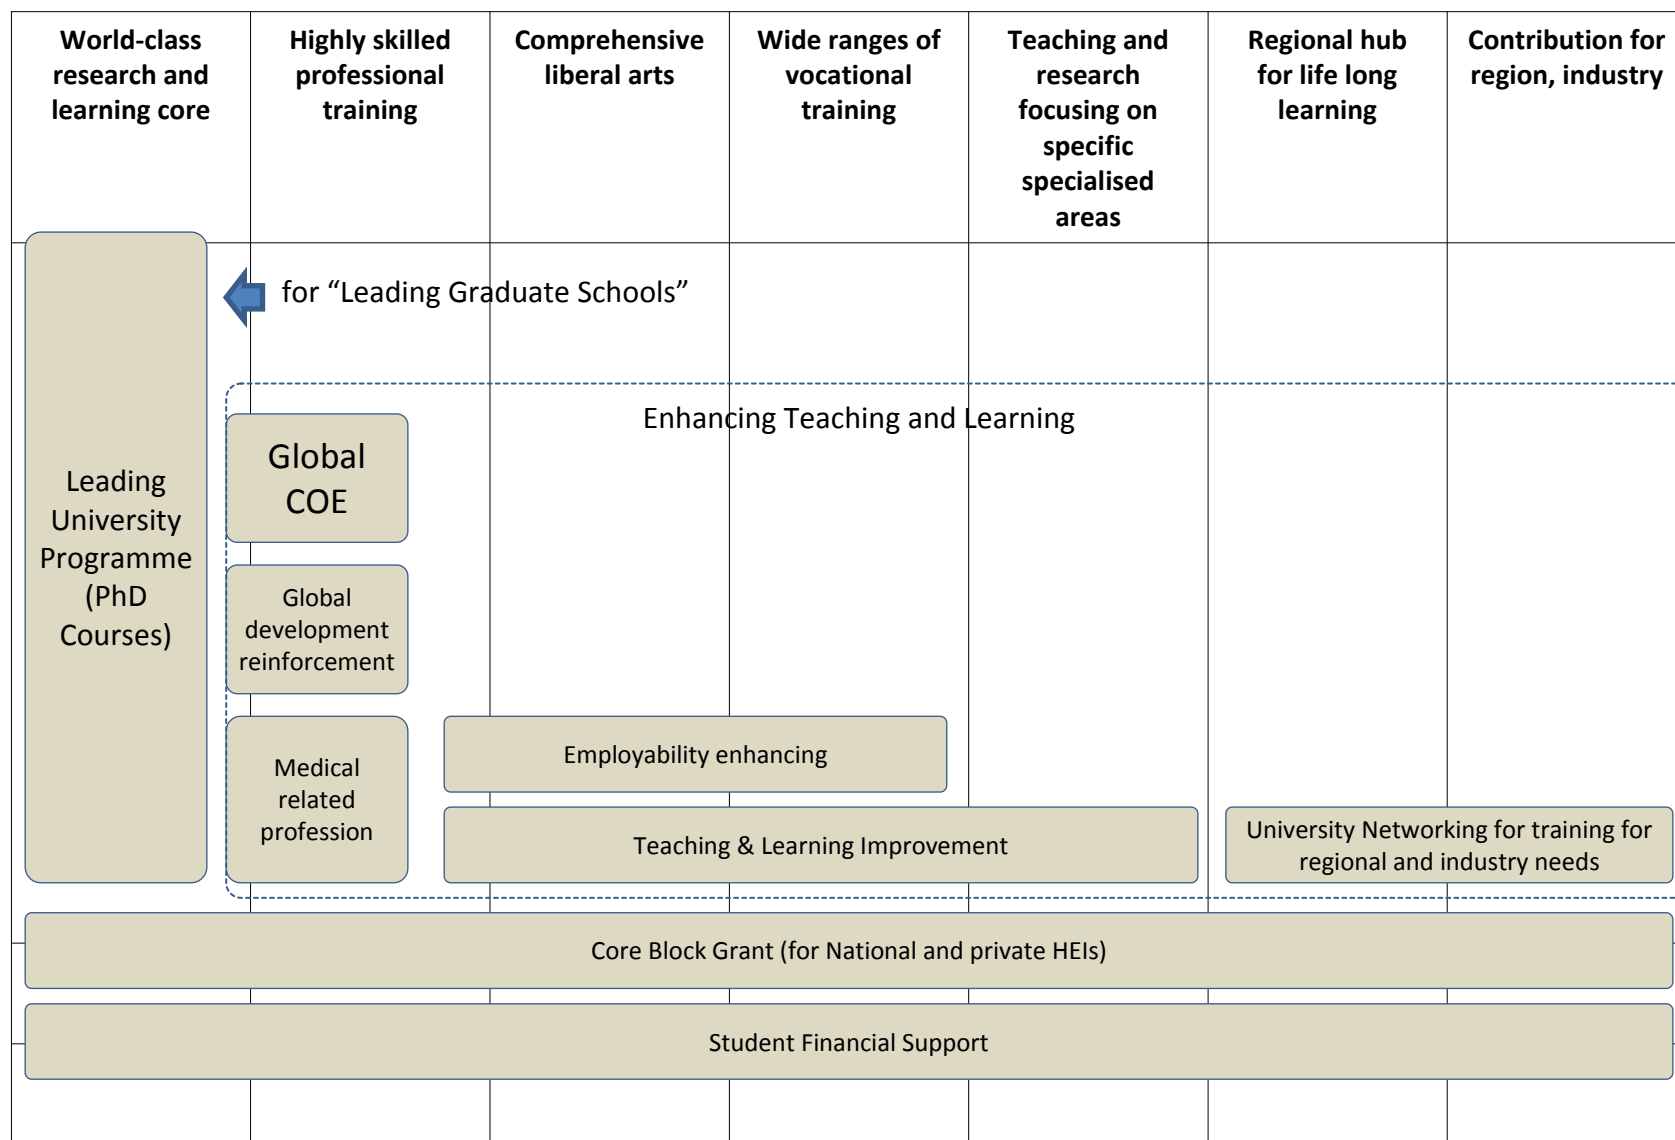 World-class
research and
learning core
Highly skilled
professional
training
Comprehensive
liberal arts
Wide ranges of
vocational
training
Teaching and
research
focusing on
specific
specialised
areas
Regional hub
for life long
learning
Contribution for
region, industry
for “Leading Graduate Schools”
Enhancing Teaching and Learning
Leading
University
Programme
(PhD
Courses)
Global
COE
Global
development
reinforcement
Medical
related
profession
Employability enhancing
Teaching & Learning Improvement
University Networking for training for
regional and industry needs
Core Block Grant (for National and private HEIs)
Student Financial Support